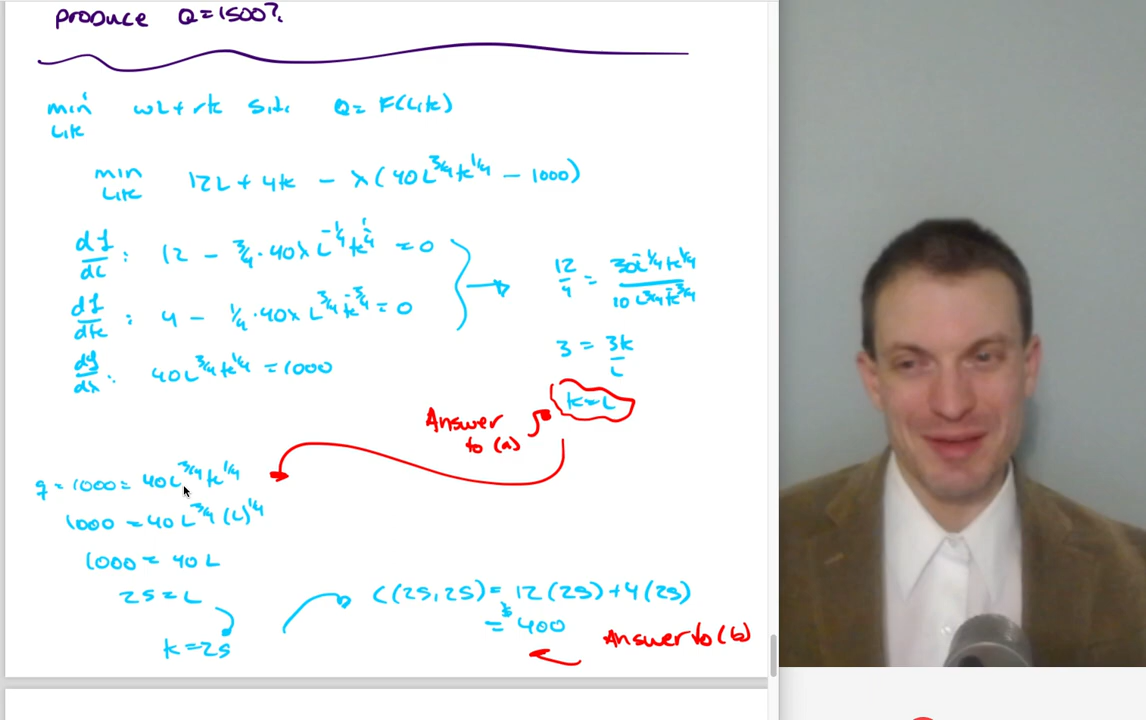 produce Q=1500?
min wL+rk s.t. Q= F(L,k)
L,k
min 12L + 4k - λ(40L^3/4 k^1/4 - 1000)
L,k
dℒ/dL : 12 - 3/4·40λ L^-1/4 k^1/4 = 0
12/4 = 30L^-1/4 k^1/4 / 10L^3/4 k^-3/4
dℒ/dk : 4 - 1/4·40λ L^3/4 k^-3/4 = 0
3 = 3k/L
dℒ/dλ : 40L^3/4 k^1/4 = 1000
k=L
Answer
to (a)
q = 1000 = 40L^3/4 k^1/4
1000 = 40L^3/4 (L)^1/4
1000 = 40L
25 = L
C(25,25) = 12(25)+4(25)
= $400
Answer to (b)
k=25